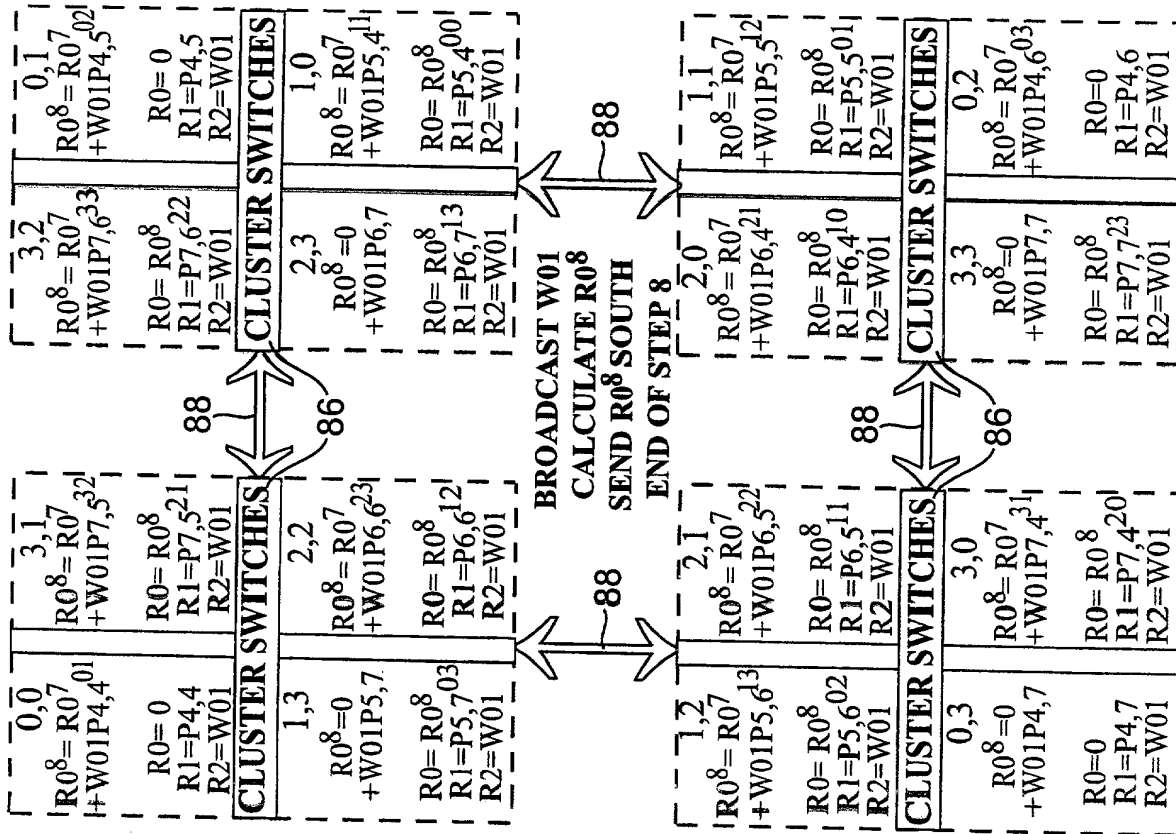 0,0
R0⁸= R0⁷
+W01P4,4⁰¹
R0= 0
R1=P4,4
R2=W01
3,1
R0⁸= R0⁷
+W01P7,5³²
R0= R0⁸
R1=P7,5²¹
R2=W01
CLUSTER SWITCHES
1,3
R0⁸=0
+W01P5,7
R0= R0⁸
R1=P5,7⁰³
R2=W01
2,2
R0⁸= R0⁷
+W01P6,6²³
R0= R0⁸
R1=P6,6¹²
R2=W01
88
86
3,2
R0⁸= R0⁷
+W01P7,6³³
R0= R0⁸
R1=P7,6²²
R2=W01
0,1
R0⁸= R0⁷
+W01P4,5⁰²
R0= 0
R1=P4,5
R2=W01
CLUSTER SWITCHES
2,3
R0⁸=0
+W01P6,7
R0= R0⁸
R1=P6,7¹³
R2=W01
1,0
R0⁸= R0⁷
+W01P5,4¹¹
R0= R0⁸
R1=P5,4⁰⁰
R2=W01
88
BROADCAST W01
CALCULATE R0⁸
SEND R0⁸ SOUTH
END OF STEP 8
88
1,2
R0⁸= R0⁷
+W01P5,6¹³
R0= R0⁸
R1=P5,6⁰²
R2=W01
2,1
R0⁸= R0⁷
+W01P6,5²²
R0= R0⁸
R1=P6,5¹¹
R2=W01
CLUSTER SWITCHES
0,3
R0⁸=0
+W01P4,7
R0=0
R1=P4,7
R2=W01
3,0
R0⁸= R0⁷
+W01P7,4³¹
R0= R0⁸
R1=P7,4²⁰
R2=W01
88
86
2,0
R0⁸= R0⁷
+W01P6,4²¹
R0= R0⁸
R1=P6,4¹⁰
R2=W01
1,1
R0⁸= R0⁷
+W01P5,5¹²
R0= R0⁸
R1=P5,5⁰¹
R2=W01
CLUSTER SWITCHES
3,3
R0⁸=0
+W01P7,7
R0= R0⁸
R1=P7,7²³
R2=W01
0,2
R0⁸= R0⁷
+W01P4,6⁰³
R0=0
R1=P4,6
R2=W01